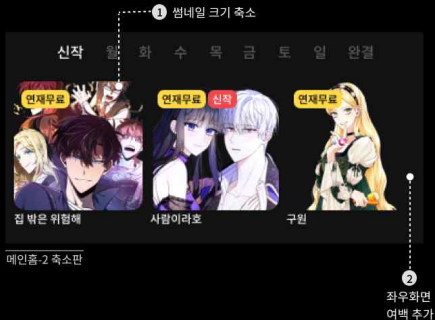 1 썸네일 크기 축소
신작 월 화 수 목 금 토 일 완결
연재무료 연재무료 신작 연재무료
집 밖은 위험해 사람이라호 구원
메인홈-2 축소판
2
좌우화면
여백 추가